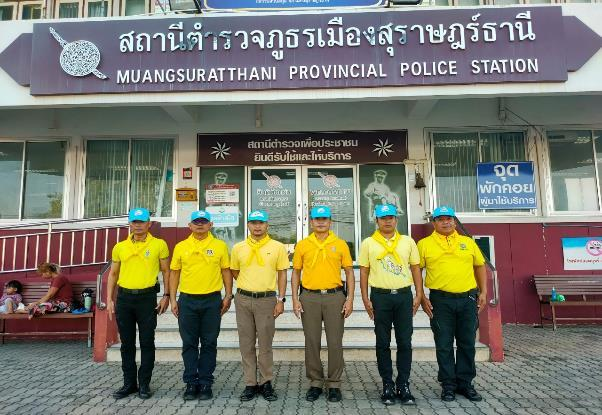 สถานีตำรวจภูธรเมืองสุราษฎร์ธานี
MUANGSURATTHANI PROVINCIAL POLICE STATION
สถานีตำรวจเพื่อประชาชน
ยินดีรับใช้และให้บริการ
จุด
พักคอย
ผู้มาใช้บริการ